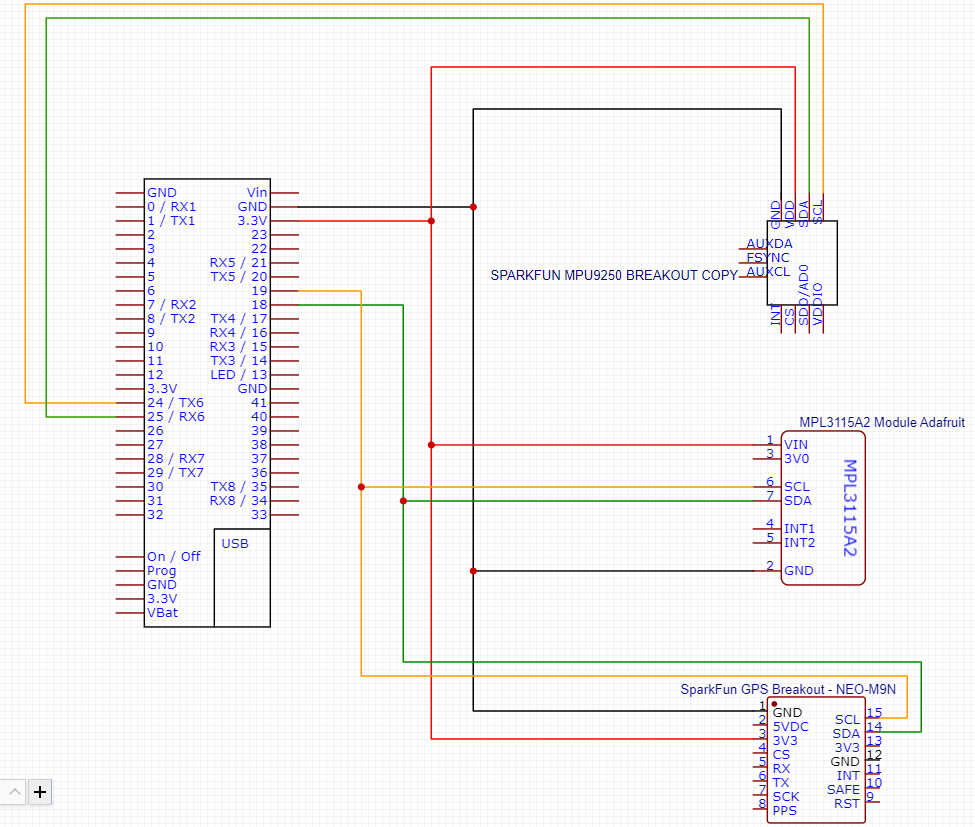 GND
0 / RX1
1 / TX1
2
3
4
5
6
7 / RX2
8 / TX2
9
10
11
12
3.3V
24 / TX6
25 / RX6
26
27
28 / RX7
29 / TX7
30
31
32
On / Off
Prog
GND
3.3V
VBat
Vin
GND
3.3V
23
22
RX5 / 21
TX5 / 20
19
18
TX4 / 17
RX4 / 16
RX3 / 15
TX3 / 14
LED / 13
GND
41
40
39
38
37
36
TX8 / 35
RX8 / 34
33
USB
GND
VDD
SDA
SCL
AUXDA
FSYNC
AUXCL
SPARKFUN MPU9250 BREAKOUT COPY
INT
CS
SDO/AD0
VDDIO
MPL3115A2 Module Adafruit
1 VIN
3 3V0
6 SCL
7 SDA
4 INT1
5 INT2
2 GND
MPL3115A2
SparkFun GPS Breakout - NEO-M9N
1 GND
2 5VDC
3 3V3
4 CS
5 RX
6 TX
7 SCK
8 PPS
SCL 15
SDA 14
3V3 13
GND 12
INT 11
SAFE 10
RST 9